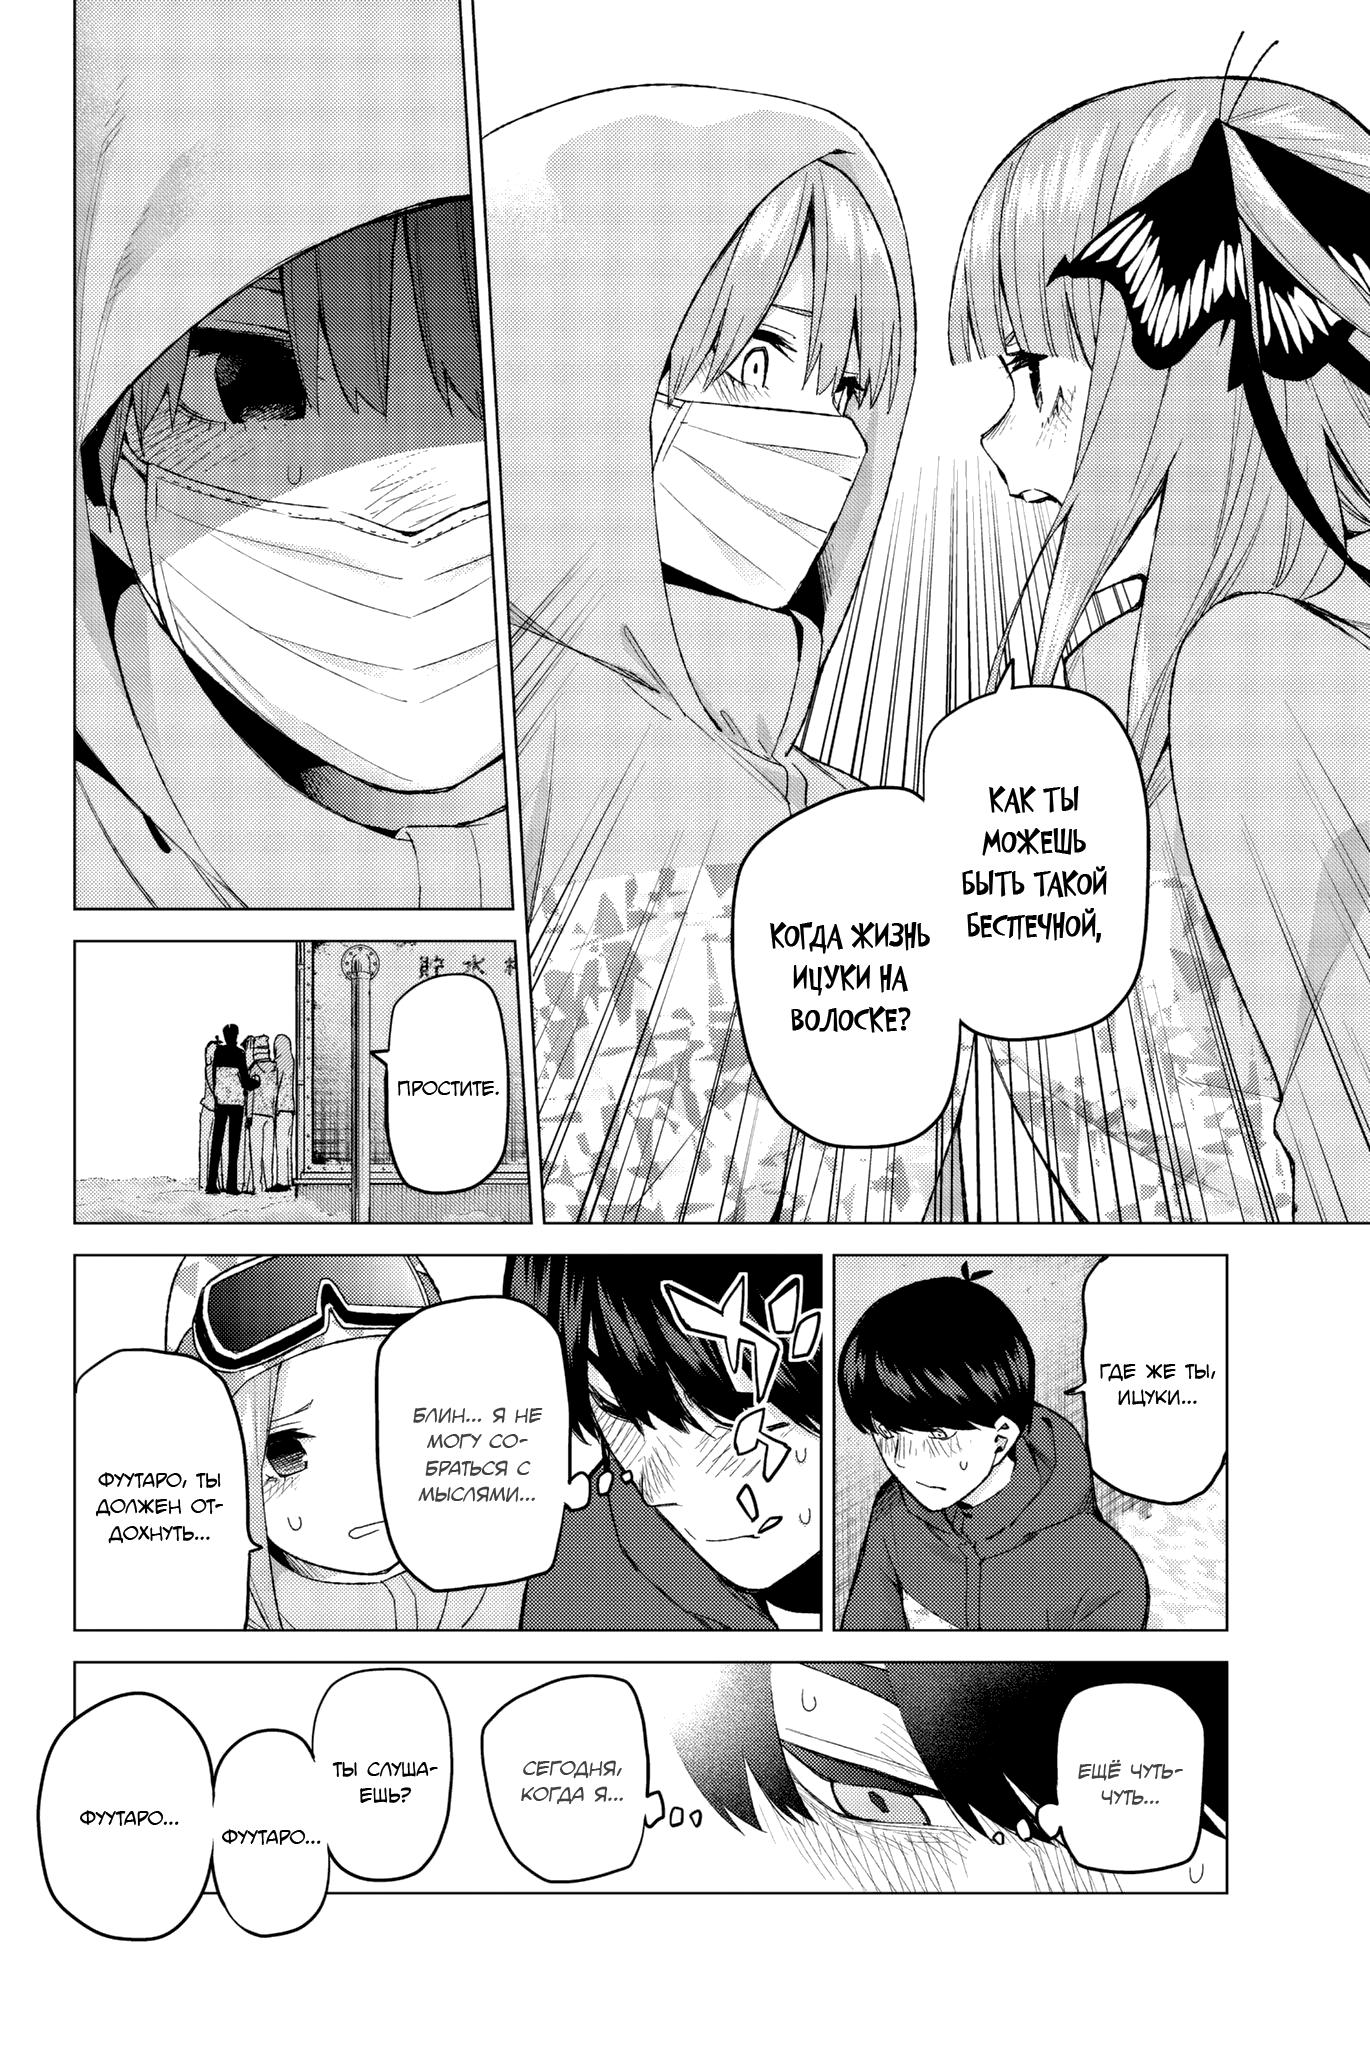 КАК ТЫ
МОЖЕШЬ
БЫТЬ ТАКОЙ
БЕСПЕЧНОЙ,
КОГДА ЖИЗНЬ
ИЦУКИ НА
ВОЛОСКЕ?
貯水
ПРОСТИТЕ.
ГДЕ ЖЕ ТЫ,
ИЦУКИ...
БЛИН... Я НЕ
МОГУ СО-
БРАТЬСЯ С
МЫСЛЯМИ...
ФУУТАРО, ТЫ
ДОЛЖЕН ОТ-
ДОХНУТЬ...
ЕЩЁ ЧУТЬ-
ЧУТЬ...
СЕГОДНЯ,
КОГДА Я...
ТЫ СЛУША-
ЕШЬ?
ФУУТАРО...
ФУУТАРО...